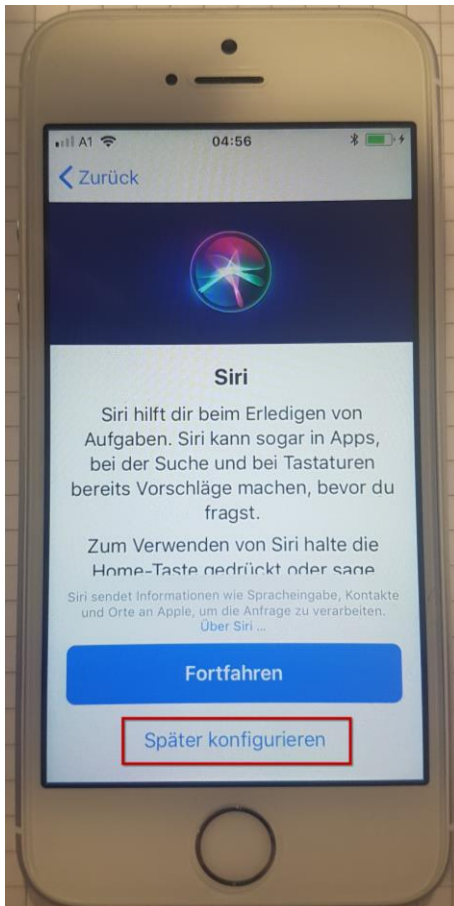 A1 04:56
Zurück
Siri
Siri hilft dir beim Erledigen von
Aufgaben. Siri kann sogar in Apps,
bei der Suche und bei Tastaturen
bereits Vorschläge machen, bevor du
fragst.
Zum Verwenden von Siri halte die
Home-Taste gedrückt oder sage
Siri sendet Informationen wie Spracheingabe, Kontakte
und Orte an Apple, um die Anfrage zu verarbeiten.
Über Siri ...
Fortfahren
Später konfigurieren